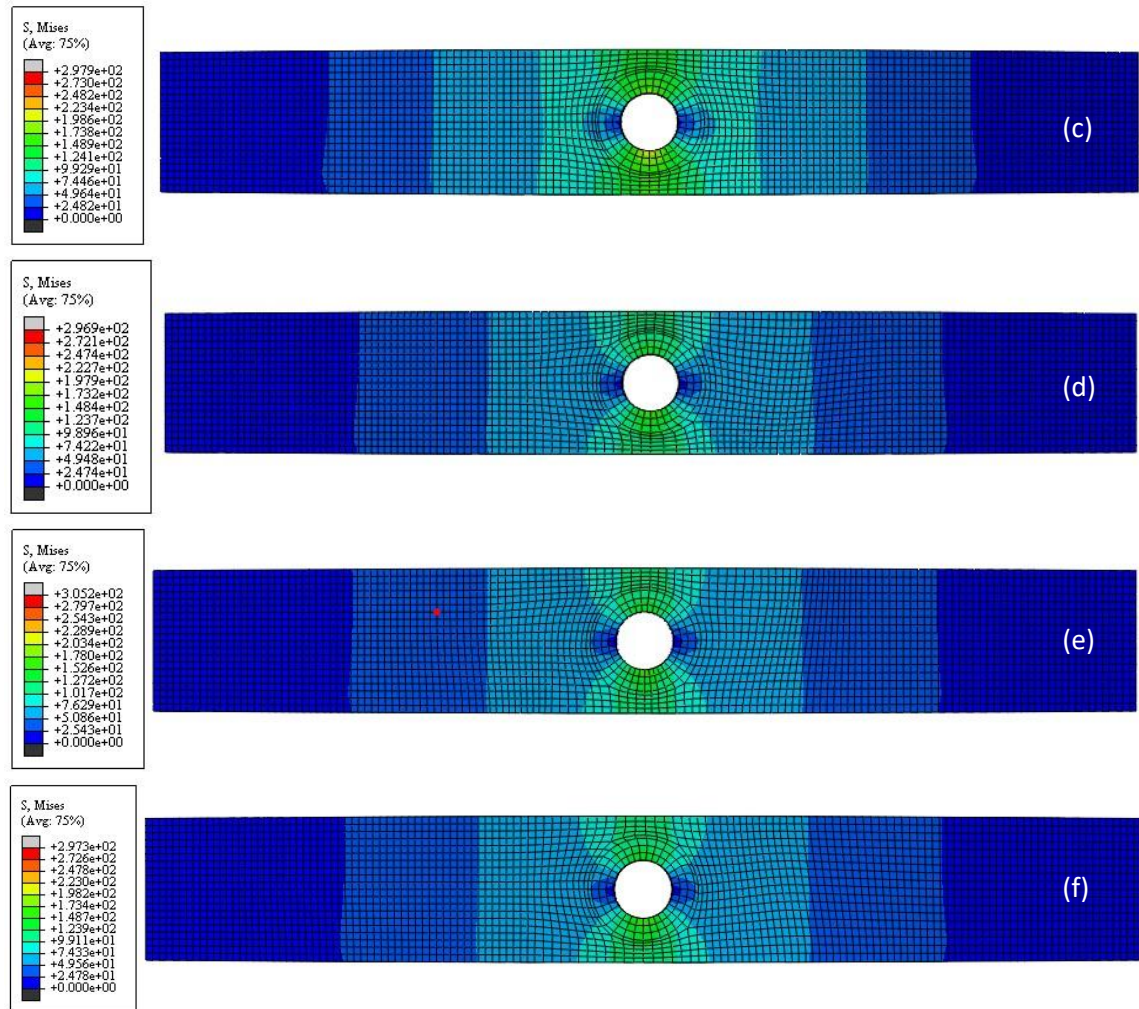 S, Mises
(Avg: 75%)
+2.979e+02
+2.730e+02
+2.482e+02
+2.234e+02
+1.986e+02
+1.738e+02
+1.489e+02
+1.241e+02
+9.929e+01
+7.446e+01
+4.964e+01
+2.482e+01
+0.000e+00
(c)
S, Mises
(Avg: 75%)
+2.969e+02
+2.721e+02
+2.474e+02
+2.227e+02
+1.979e+02
+1.732e+02
+1.484e+02
+1.237e+02
+9.896e+01
+7.422e+01
+4.948e+01
+2.474e+01
+0.000e+00
(d)
S, Mises
(Avg: 75%)
+3.052e+02
+2.797e+02
+2.543e+02
+2.289e+02
+2.034e+02
+1.780e+02
+1.526e+02
+1.272e+02
+1.017e+02
+7.629e+01
+5.086e+01
+2.543e+01
+0.000e+00
(e)
S, Mises
(Avg: 75%)
+2.973e+02
+2.726e+02
+2.478e+02
+2.230e+02
+1.982e+02
+1.734e+02
+1.487e+02
+1.239e+02
+9.911e+01
+7.433e+01
+4.956e+01
+2.478e+01
+0.000e+00
(f)